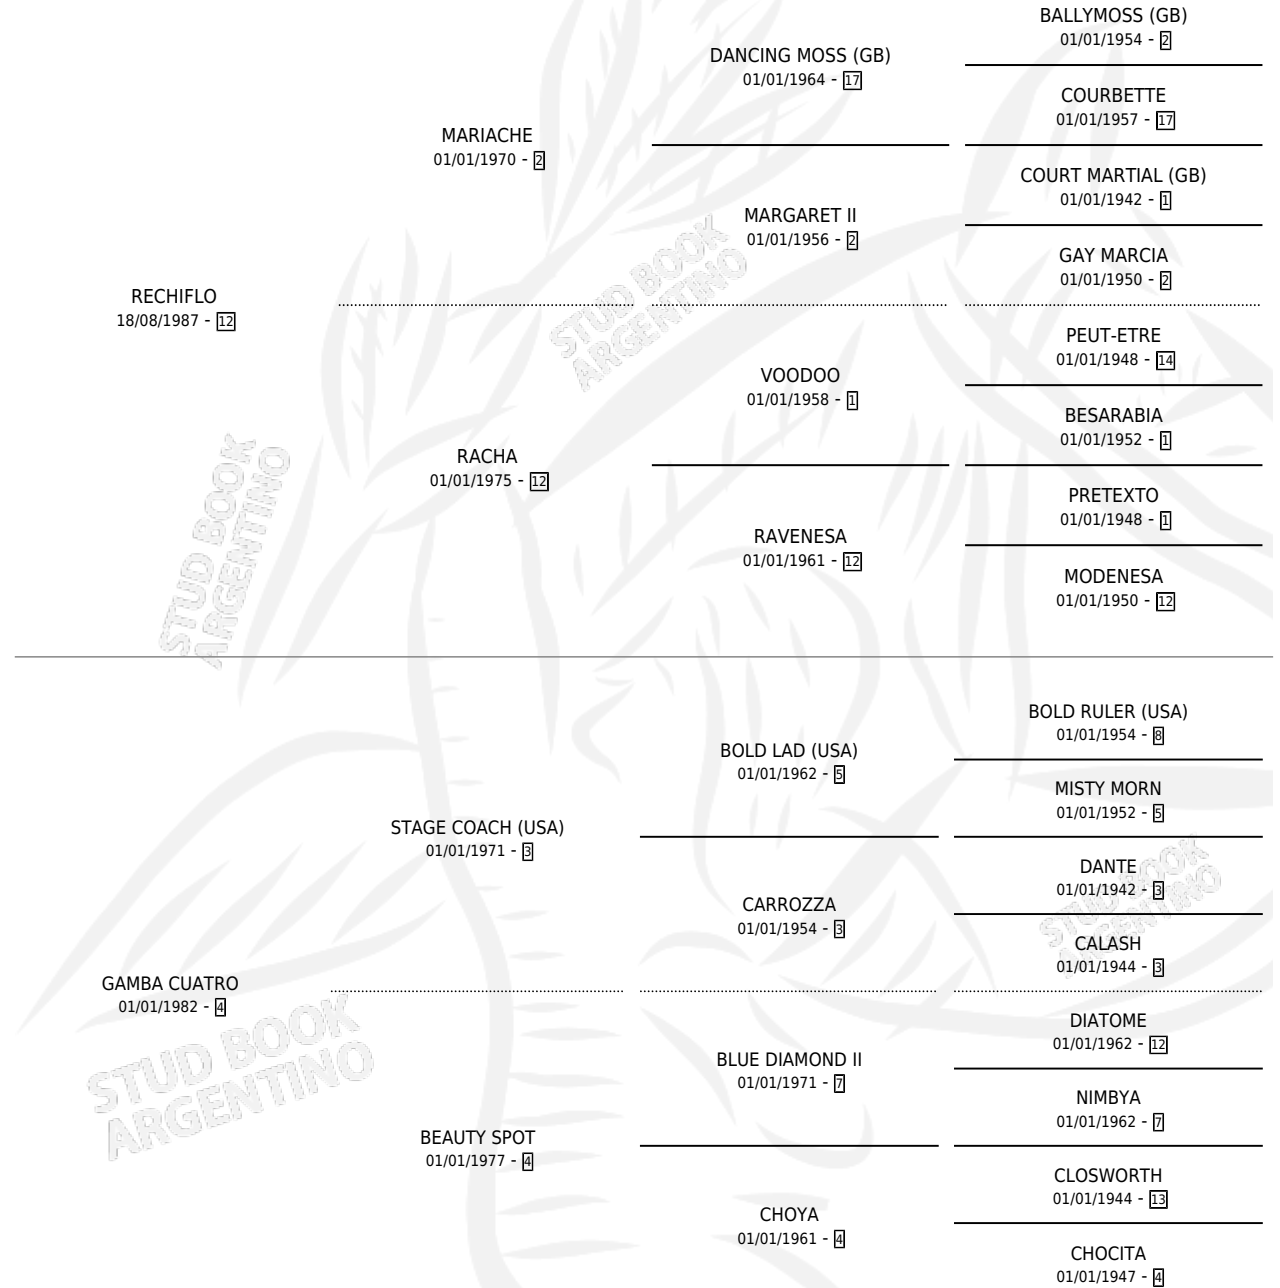 BALLYMOSS (GB)
01/01/1954 - 2
DANCING MOSS (GB)
01/01/1964 - 17
COURBETTE
01/01/1957 - 17
MARIACHE
01/01/1970 - 2
COURT MARTIAL (GB)
01/01/1942 - 1
MARGARET II
01/01/1956 - 2
GAY MARCIA
01/01/1950 - 2
RECHIFLO
18/08/1987 - 12
STUD BOOK
ARGENTINO
PEUT-ETRE
01/01/1948 - 14
VOODOO
01/01/1958 - 1
BESARABIA
01/01/1952 - 1
RACHA
01/01/1975 - 12
PRETEXTO
01/01/1948 - 1
RAVENESA
01/01/1961 - 12
MODENESA
01/01/1950 - 12
STUD BOOK
ARGENTINO
BOLD RULER (USA)
01/01/1954 - 8
BOLD LAD (USA)
01/01/1962 - 5
MISTY MORN
01/01/1952 - 5
STAGE COACH (USA)
01/01/1971 - 3
DANTE
01/01/1942 - 3
CARROZZA
01/01/1954 - 3
CALASH
01/01/1944 - 3
STUD BOOK
ARGENTINO
GAMBA CUATRO
01/01/1982 - 4
STUD BOOK
ARGENTINO
DIATOME
01/01/1962 - 12
BLUE DIAMOND II
01/01/1971 - 7
NIMBYA
01/01/1962 - 7
BEAUTY SPOT
01/01/1977 - 4
CLOSWORTH
01/01/1944 - 13
CHOYA
01/01/1961 - 4
CHOCITA
01/01/1947 - 4